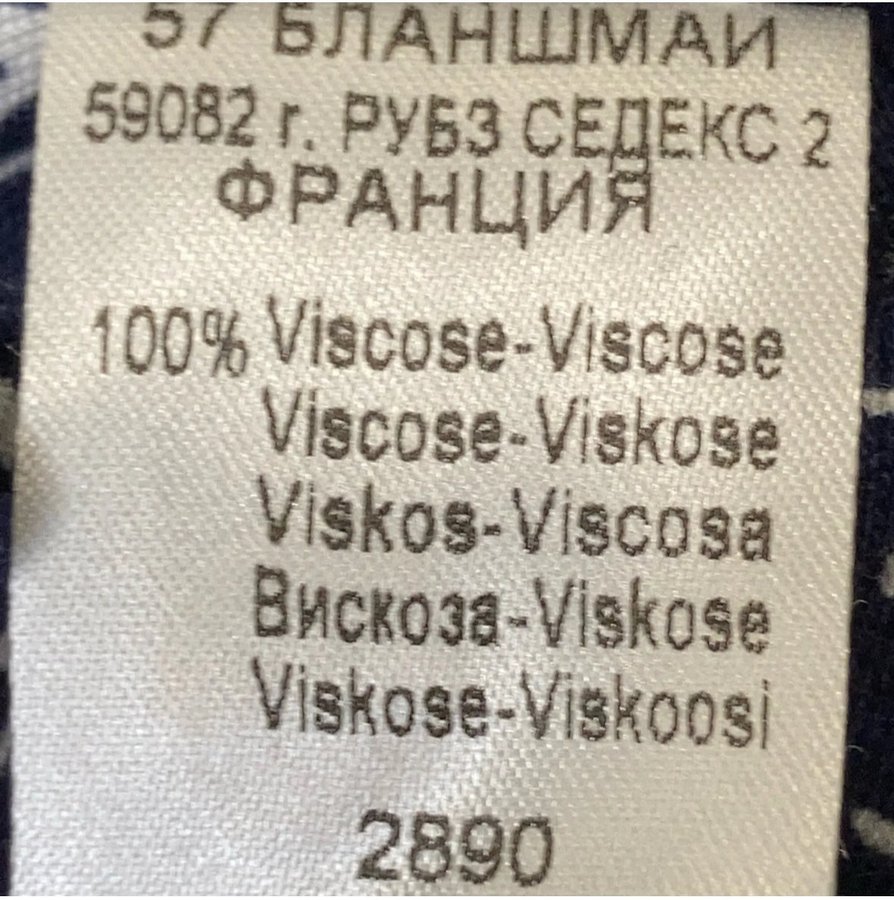 57 БЛАНШМАИ
59082 г. РУБЗ СЕДЕКС 2
ФРАНЦИЯ
100% Viscose-Viscose
Viscose-Viskose
Viskos-Viscosa
Вискоза-Viskose
Viskose-Viskoosi
2890